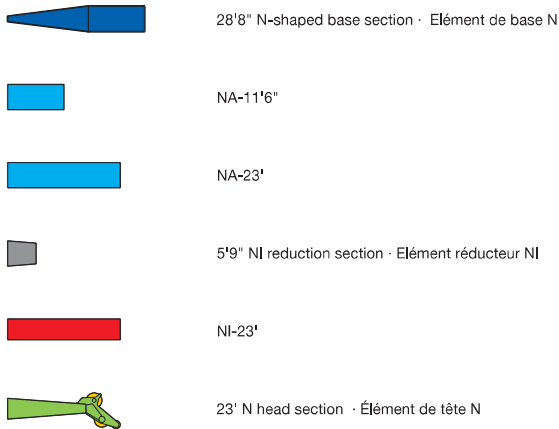 28'8" N-shaped base section · Elément de base N
NA-11'6"
NA-23'
5'9" NI reduction section · Elément réducteur NI
NI-23'
23' N head section · Élément de tête N